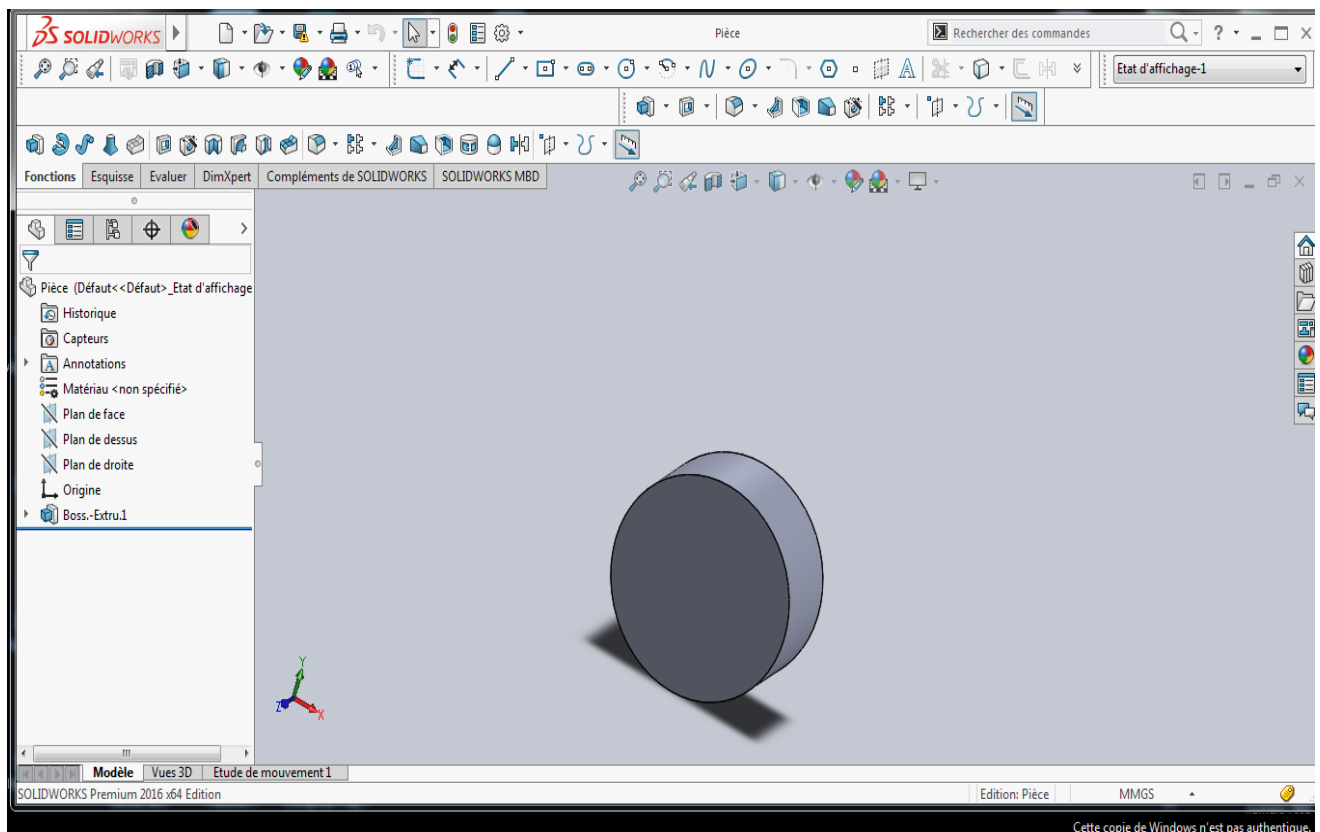 SOLIDWORKS
Pièce
Rechercher des commandes
?
Etat d'affichage-1
Fonctions Esquisse Evaluer DimXpert Compléments de SOLIDWORKS SOLIDWORKS MBD
Pièce (Défaut<<Défaut>_Etat d'affichage
Historique
Capteurs
A Annotations
Matériau <non spécifié>
Plan de face
Plan de dessus
Plan de droite
Origine
Boss.-Extru.1
Y
Z
X
Modèle Vues 3D Etude de mouvement 1
SOLIDWORKS Premium 2016 x64 Edition
Edition: Pièce
MMGS
Cette copie de Windows n'est pas authentique.